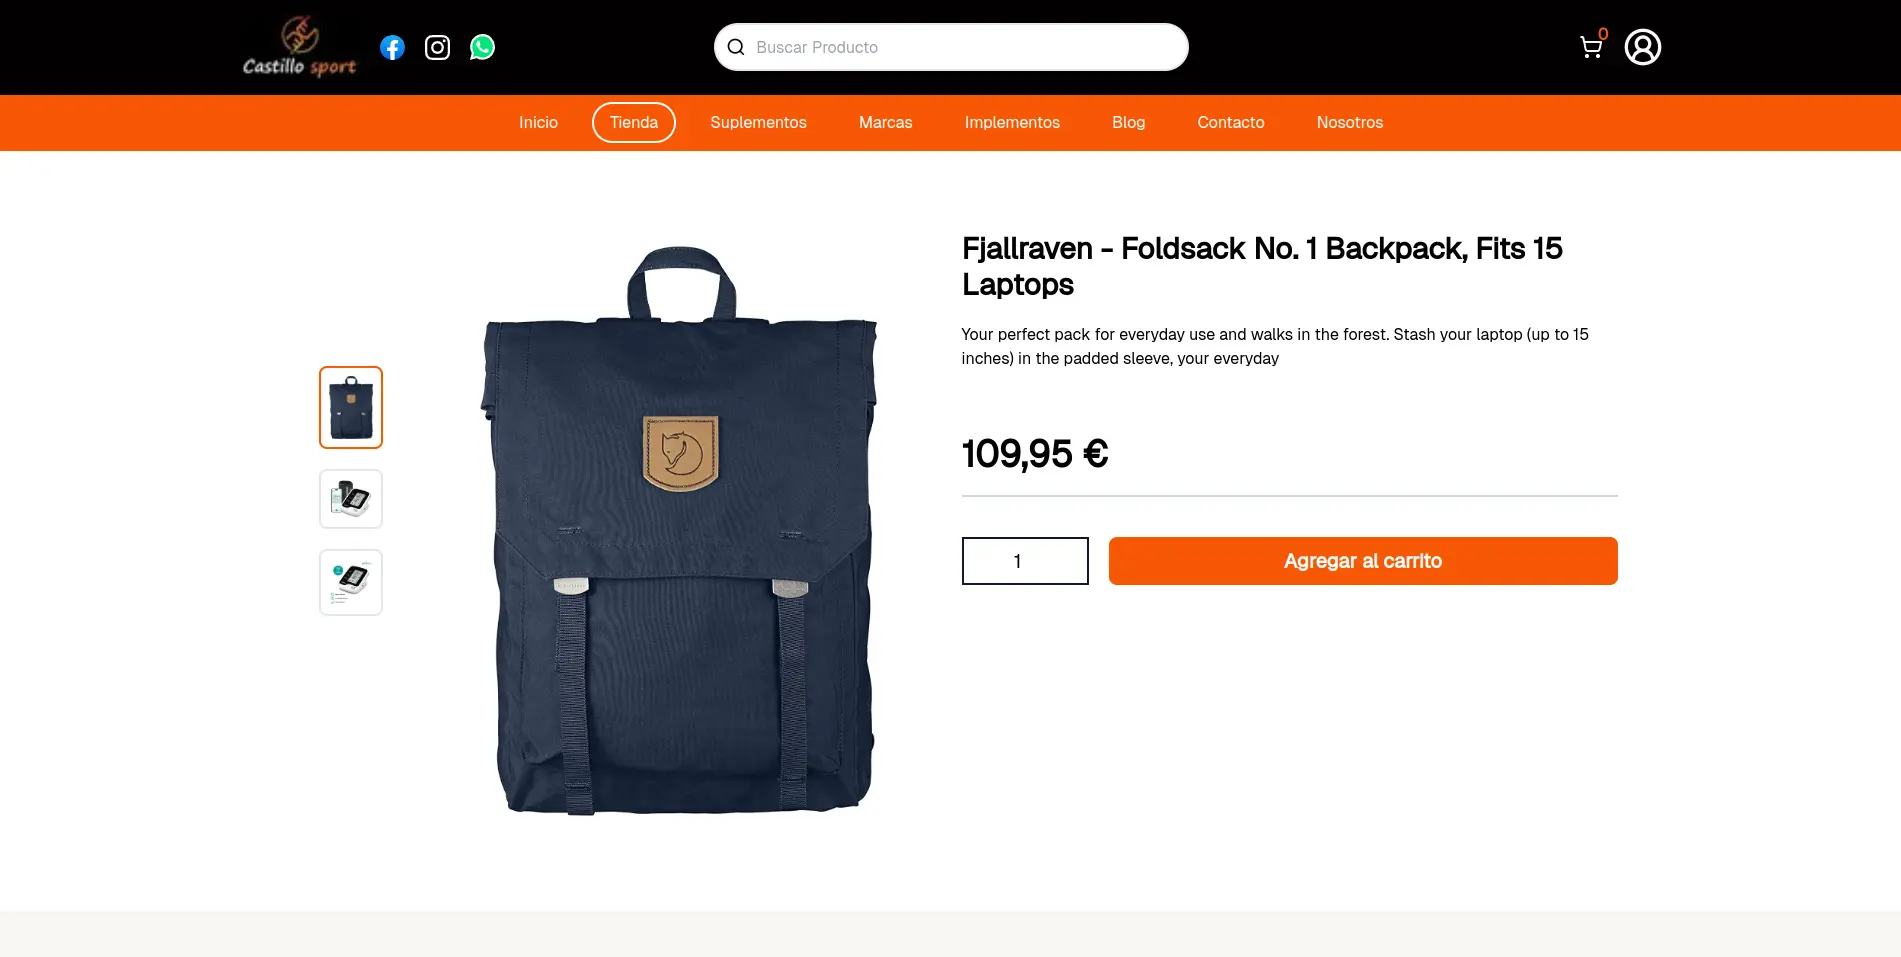 Castillo sport
Buscar Producto
0
Inicio
Tienda
Suplementos
Marcas
Implementos
Blog
Contacto
Nosotros
Fjallraven - Foldsack No. 1 Backpack, Fits 15
Laptops
Your perfect pack for everyday use and walks in the forest. Stash your laptop (up to 15
inches) in the padded sleeve, your everyday
109,95 €
1
Agregar al carrito